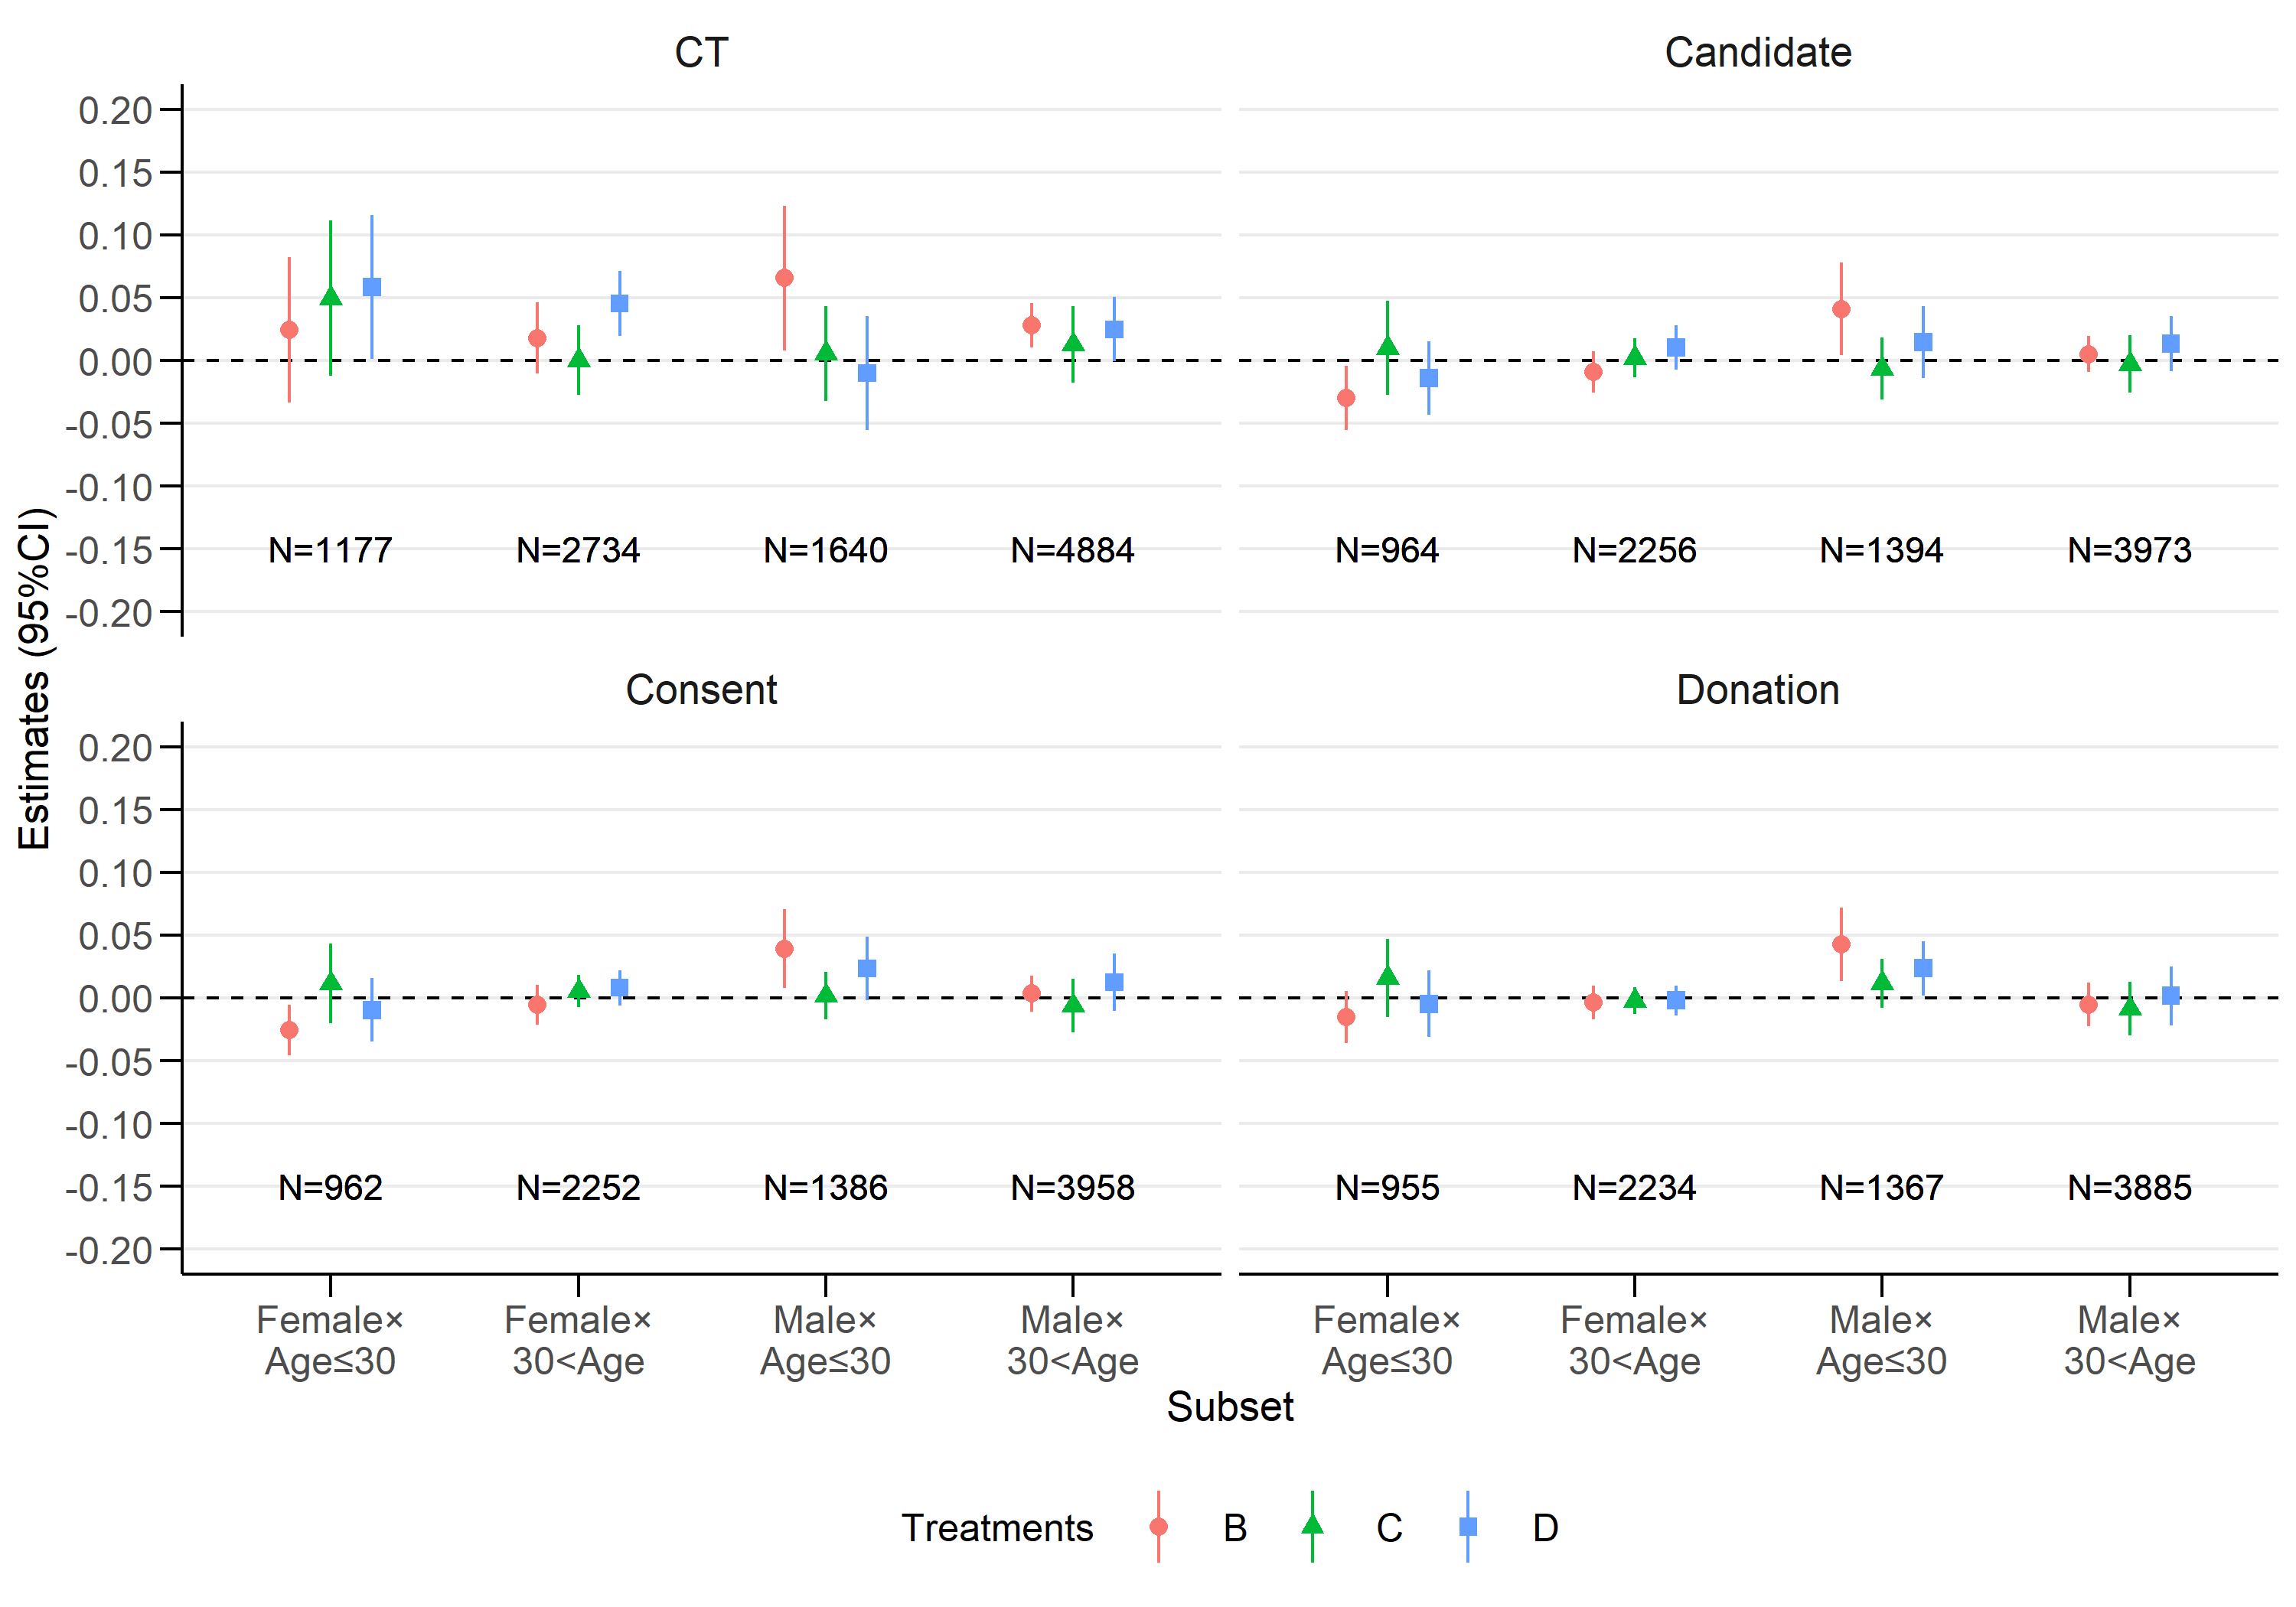 CT
Candidate
0.20
0.15
0.10
0.05
0.00
-0.05
-0.10
-0.15
-0.20
N=1177
N=2734
N=1640
N=4884
N=964
N=2256
N=1394
N=3973
Estimates (95%CI)
Consent
Donation
0.20
0.15
0.10
0.05
0.00
-0.05
-0.10
-0.15
-0.20
N=962
N=2252
N=1386
N=3958
N=955
N=2234
N=1367
N=3885
Female×
Age≤30
Female×
30<Age
Male×
Age≤30
Male×
30<Age
Female×
Age≤30
Female×
30<Age
Male×
Age≤30
Male×
30<Age
Subset
Treatments B C D